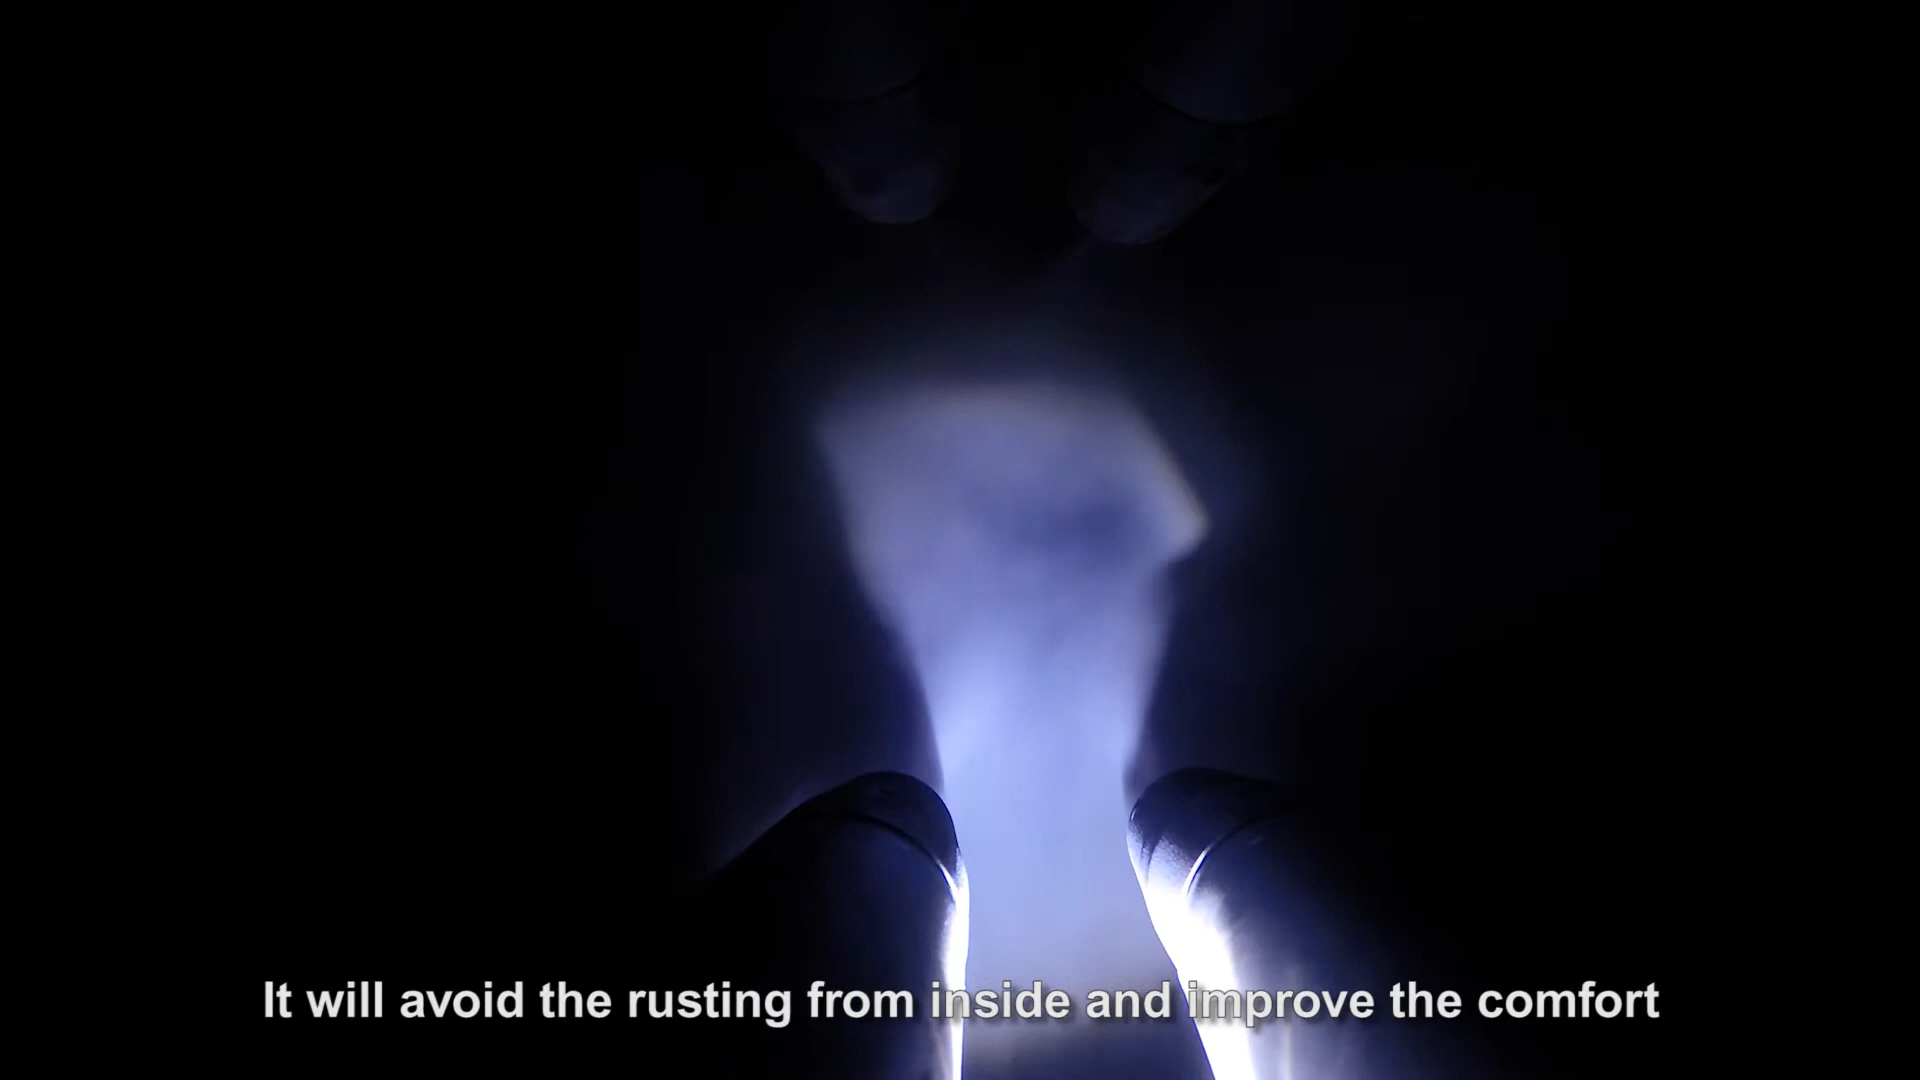 It will avoid the rusting from inside and improve the comfort